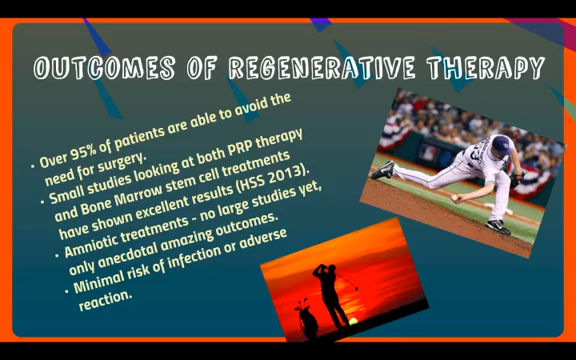 OUTCOMES OF REGENERATIVE THERAPY
• Over 95% of patients are able to avoid the
need for surgery.
• Small studies looking at both PRP therapy
and Bone Marrow stem cell treatments
have shown excellent results (HSS 2013).
• Amniotic treatments - no large studies yet,
only anecdotal amazing outcomes.
• Minimal risk of infection or adverse
reaction.